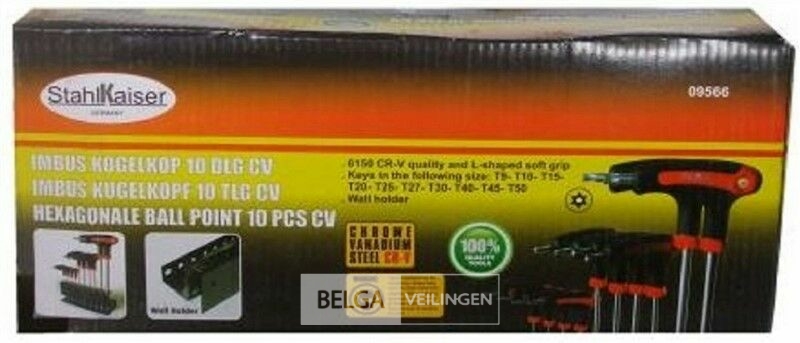 StahlKaiser
GERMANY
09566
IMBUS KOGELKOP 10 DLG CV
IMBUS KUGELKOPF 10 TLG CV
HEXAGONALE BALL POINT 10 PCS CV
. 6150 CR-V quality and L-shaped soft grip
. Keys in the following size: T9- T10- T15-
T20- T25- T27- T30- T40- T45- T50
. Wall holder
CHROME
VANADIUM
STEEL CR-V
100%
QUALITY
TOOLS
Wall holder
BELGA VEILINGEN